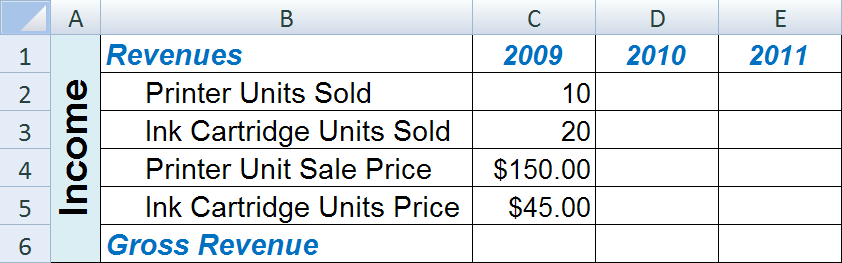 A B C D E
1 Revenues 2009 2010 2011
2 Printer Units Sold 10
3 Ink Cartridge Units Sold 20
4 Printer Unit Sale Price $150.00
5 Ink Cartridge Units Price $45.00
6 Gross Revenue
Income